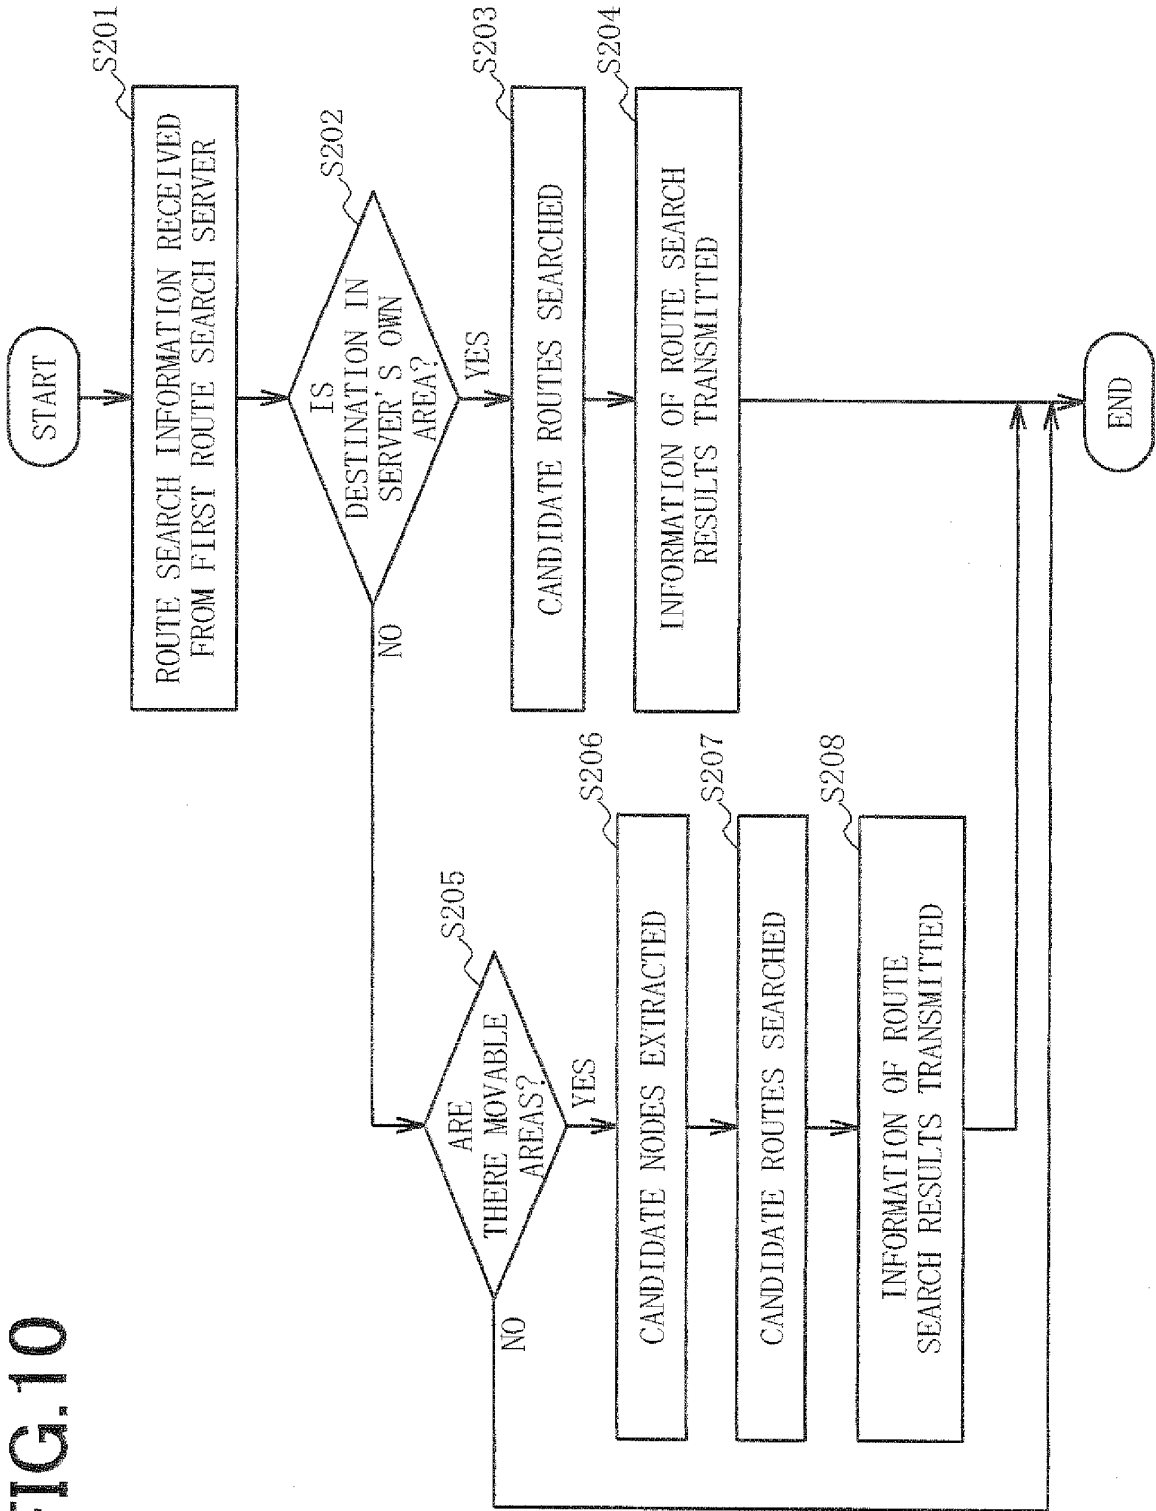 FIG.10
START
S201
ROUTE SEARCH INFORMATION RECEIVED
FROM FIRST ROUTE SEARCH SERVER
S202
IS
DESTINATION IN
SERVER'S OWN
AREA?
YES
NO
S203
CANDIDATE ROUTES SEARCHED
S204
INFORMATION OF ROUTE SEARCH
RESULTS TRANSMITTED
S205
ARE
THERE MOVABLE
AREAS?
YES
NO
S206
CANDIDATE NODES EXTRACTED
S207
CANDIDATE ROUTES SEARCHED
S208
INFORMATION OF ROUTE
SEARCH RESULTS TRANSMITTED
END